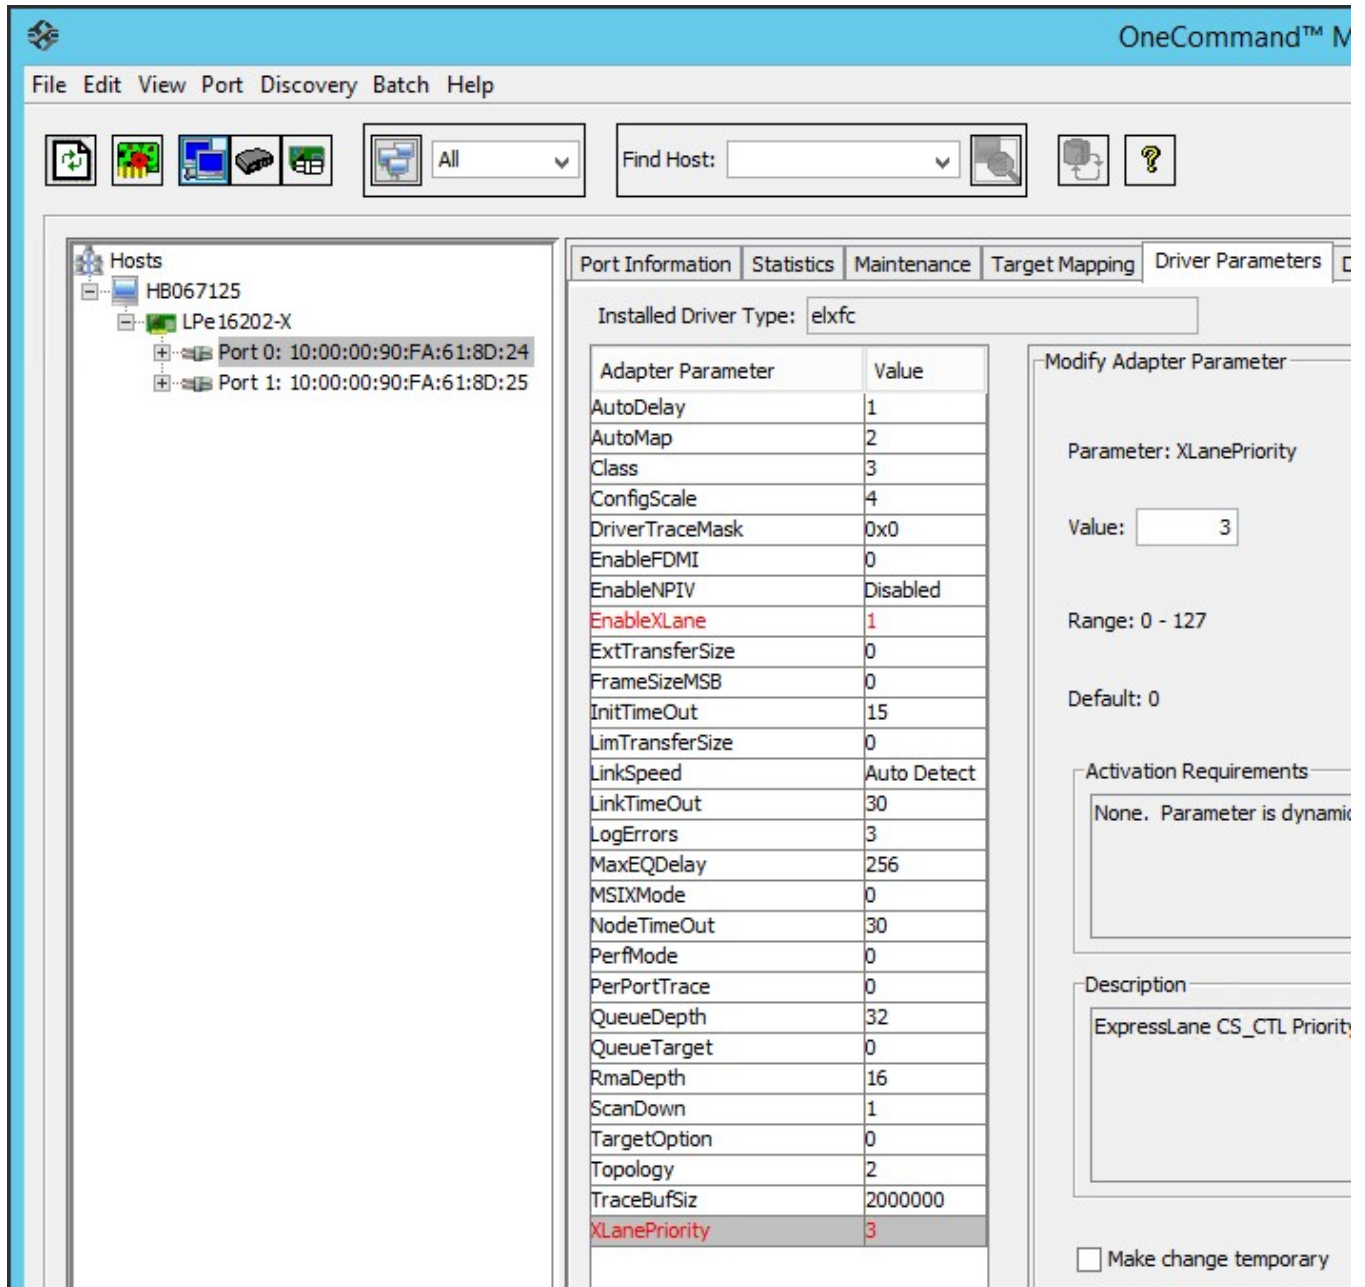 OneCommand™ M
File Edit View Port Discovery Batch Help
All
Find Host:
Hosts
HB067125
LPe16202-X
Port 0: 10:00:00:90:FA:61:8D:24
Port 1: 10:00:00:90:FA:61:8D:25
Port Information Statistics Maintenance Target Mapping Driver Parameters D
Installed Driver Type: elxfc
Adapter Parameter Value
AutoDelay 1
AutoMap 2
Class 3
ConfigScale 4
DriverTraceMask 0x0
EnableFDMI 0
EnableNPIV Disabled
EnableXLane 1
ExtTransferSize 0
FrameSizeMSB 0
InitTimeOut 15
LimTransferSize 0
LinkSpeed Auto Detect
LinkTimeOut 30
LogErrors 3
MaxEQDelay 256
MSIXMode 0
NodeTimeOut 30
PerfMode 0
PerPortTrace 0
QueueDepth 32
QueueTarget 0
RmaDepth 16
ScanDown 1
TargetOption 0
Topology 2
TraceBufSiz 2000000
XLanePriority 3
Modify Adapter Parameter
Parameter: XLanePriority
Value: 3
Range: 0 - 127
Default: 0
Activation Requirements
None. Parameter is dynamic
Description
ExpressLane CS_CTL Priority
Make change temporary